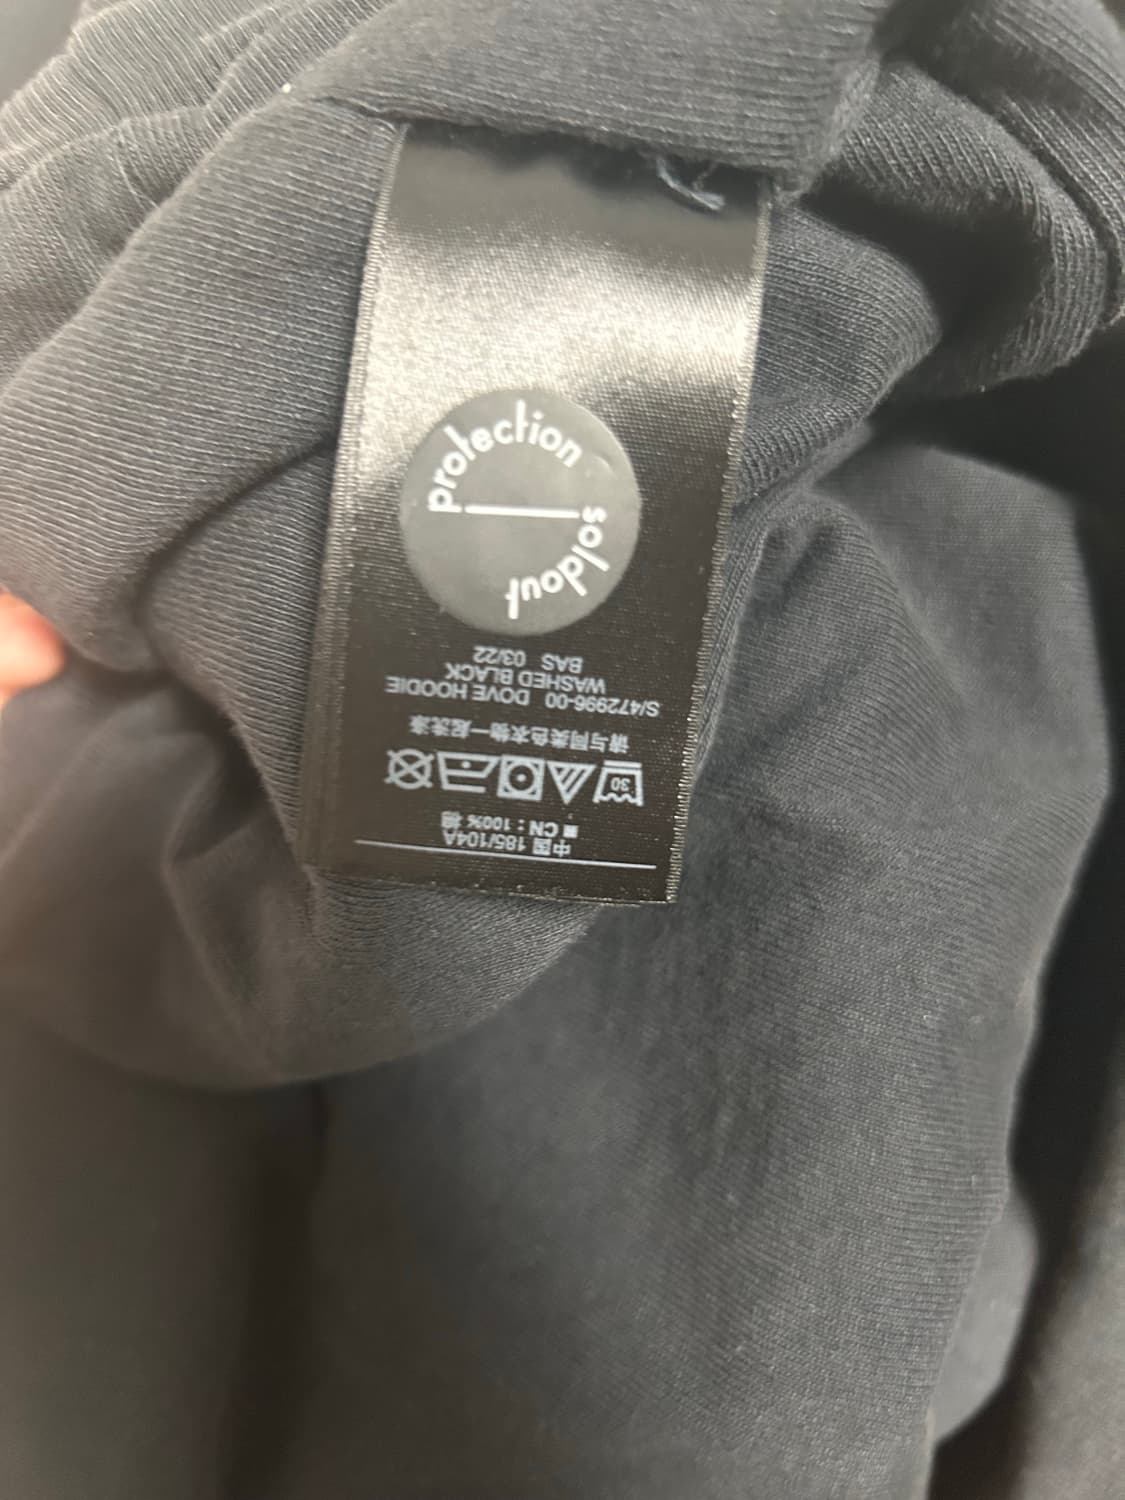 protection
soldout
中国 185/104A
■ CN : 100% 棉
30
请与同类色衣物一起洗涤
S/472996-00 DOVE HOODIE
WASHED BLACK
BAS 03/22